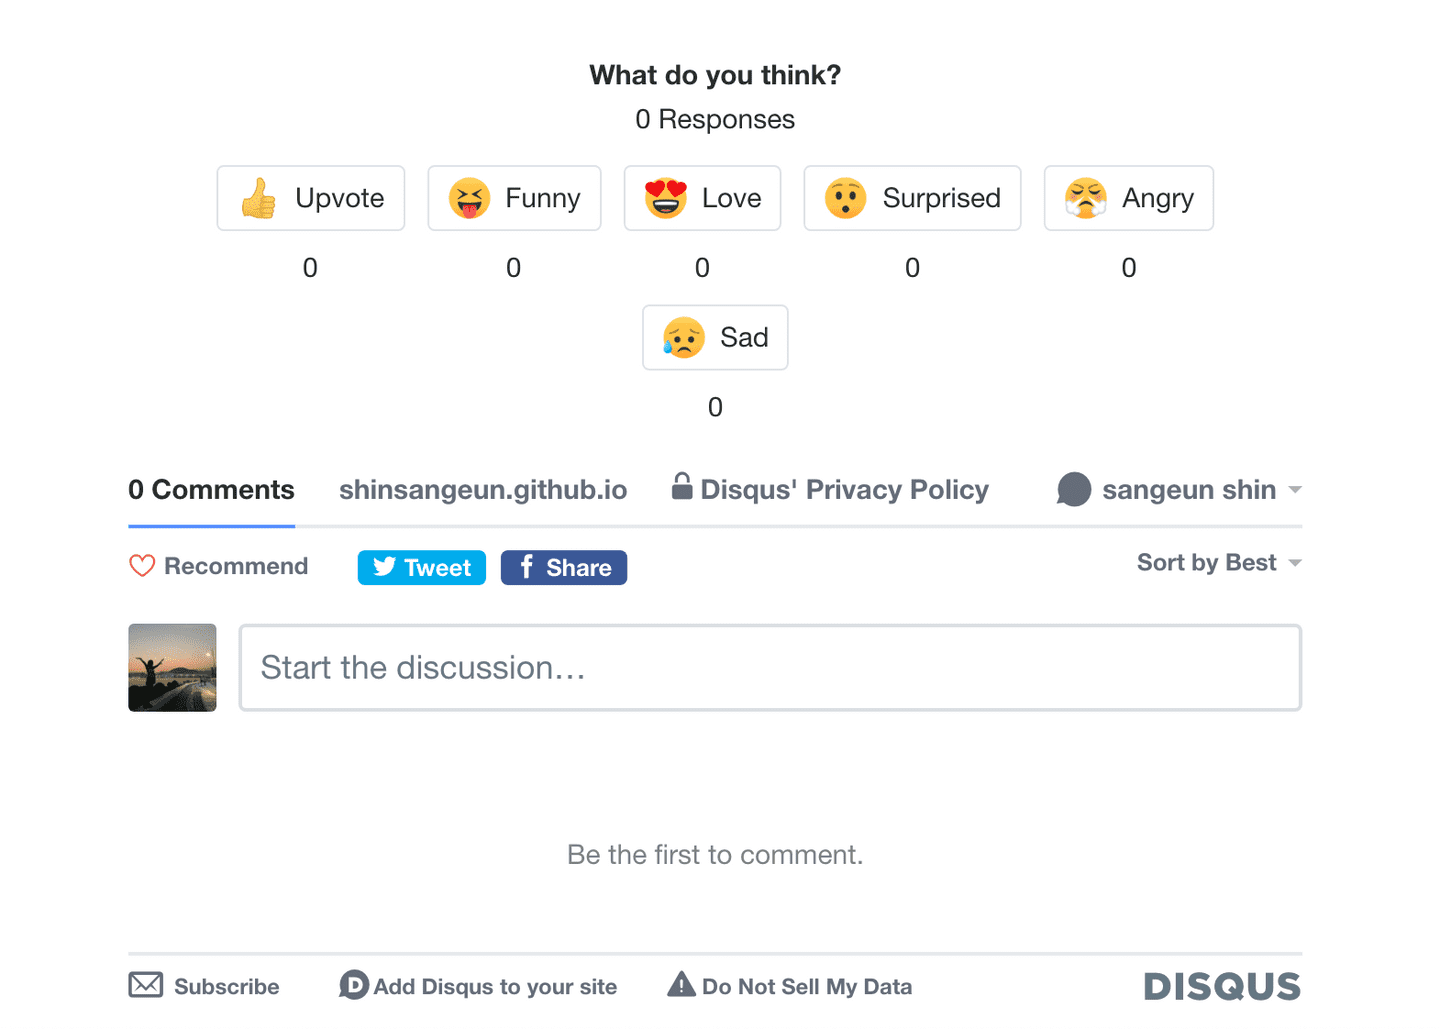 What do you think?
0 Responses
Upvote Funny Love Surprised Angry
0 0 0 0 0
Sad
0
0 Comments shinsangeun.github.io Disqus' Privacy Policy sangeun shin
Recommend Tweet f Share Sort by Best
Start the discussion...
Be the first to comment.
Subscribe D Add Disqus to your site Do Not Sell My Data DISQUS